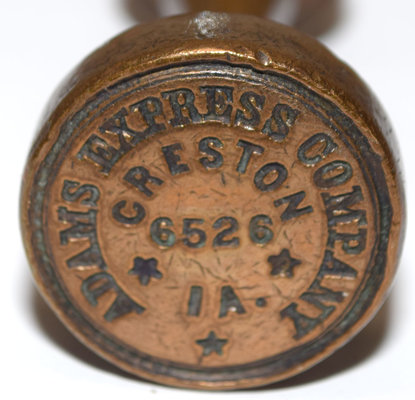 ADAMS EXPRESS COMPANY
CRESTON
6526
IA.